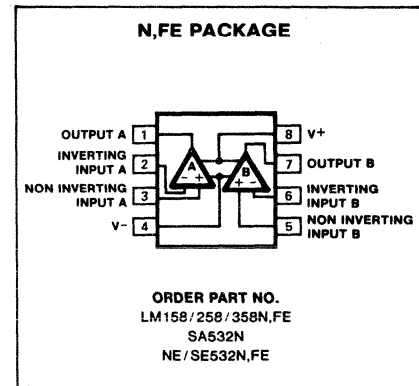 N,FE PACKAGE
OUTPUT A 1
8 V+
INVERTING
INPUT A 2
7 OUTPUT B
NON INVERTING
INPUT A 3
6 INVERTING
INPUT B
V- 4
5 NON INVERTING
INPUT B
A
- +
B
+ -
ORDER PART NO.
LM158/258/358N,FE
SA532N
NE/SE532N,FE